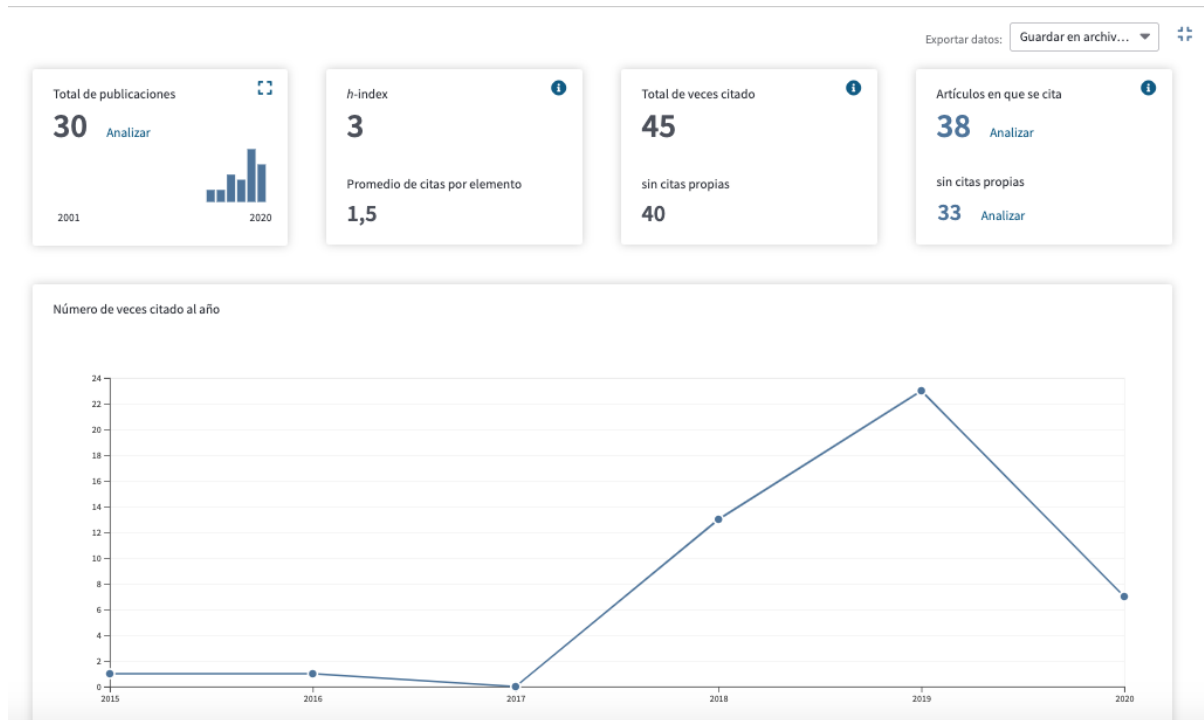 Exportar datos: Guardar en archiv...
Total de publicaciones
30 Analizar
2001 2020
h-index
3
Promedio de citas por elemento
1,5
Total de veces citado
45
sin citas propias
40
Artículos en que se cita
38 Analizar
sin citas propias
33 Analizar
Número de veces citado al año
24
22
20
18
16
14
12
10
8
6
4
2
0
2015 2016 2017 2018 2019 2020